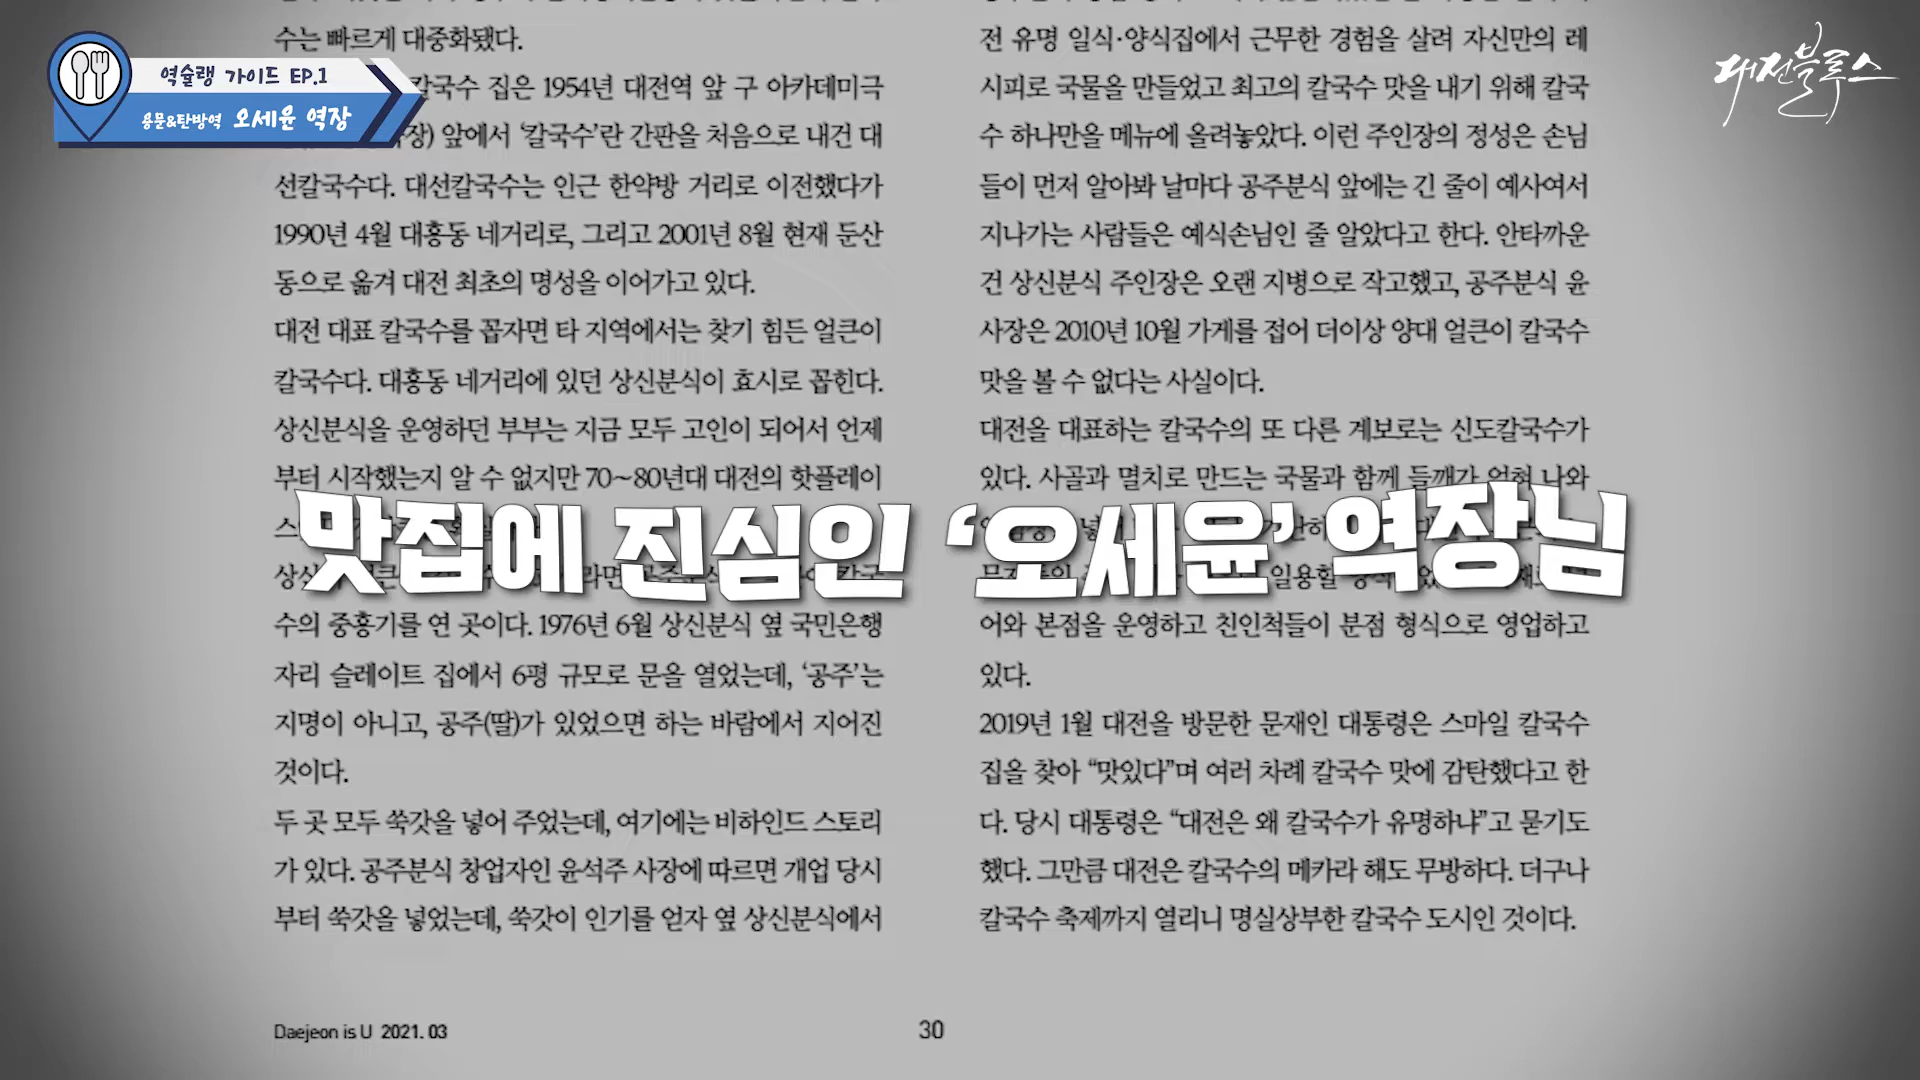 역슐랭 가이드 EP.1
용문&탄방역 오세윤 역장
대전블루스
수는 빠르게 대중화됐다.
칼국수 집은 1954년 대전역 앞 구 아카데미극
장) 앞에서 ‘칼국수’란 간판을 처음으로 내건 대
선칼국수다. 대선칼국수는 인근 한약방 거리로 이전했다가
1990년 4월 대흥동 네거리로, 그리고 2001년 8월 현재 둔산
동으로 옮겨 대전 최초의 명성을 이어가고 있다.
대전 대표 칼국수를 꼽자면 타 지역에서는 찾기 힘든 얼큰이
칼국수다. 대흥동 네거리에 있던 상신분식이 효시로 꼽힌다.
상신분식을 운영하던 부부는 지금 모두 고인이 되어서 언제
부터 시작했는지 알 수 없지만 70~80년대 대전의 핫플레이
수의 중흥기를 연 곳이다. 1976년 6월 상신분식 옆 국민은행
자리 슬레이트 집에서 6평 규모로 문을 열었는데, ‘공주’는
지명이 아니고, 공주(딸)가 있었으면 하는 바람에서 지어진
것이다.
두 곳 모두 쑥갓을 넣어 주었는데, 여기에는 비하인드 스토리
가 있다. 공주분식 창업자인 윤석주 사장에 따르면 개업 당시
부터 쑥갓을 넣었는데, 쑥갓이 인기를 얻자 옆 상신분식에서
전 유명 일식·양식집에서 근무한 경험을 살려 자신만의 레
시피로 국물을 만들었고 최고의 칼국수 맛을 내기 위해 칼국
수 하나만을 메뉴에 올려놓았다. 이런 주인장의 정성은 손님
들이 먼저 알아봐 날마다 공주분식 앞에는 긴 줄이 예사여서
지나가는 사람들은 예식손님인 줄 알았다고 한다. 안타까운
건 상신분식 주인장은 오랜 지병으로 작고했고, 공주분식 윤
사장은 2010년 10월 가게를 접어 더이상 양대 얼큰이 칼국수
맛을 볼 수 없다는 사실이다.
대전을 대표하는 칼국수의 또 다른 계보로는 신도칼국수가
있다. 사골과 멸치로 만드는 국물과 함께 들깨가 얹혀 나와
맛집에 진심인 ‘오세윤’ 역장님
어와 본점을 운영하고 친인척들이 분점 형식으로 영업하고
있다.
2019년 1월 대전을 방문한 문재인 대통령은 스마일 칼국수
집을 찾아 “맛있다”며 여러 차례 칼국수 맛에 감탄했다고 한
다. 당시 대통령은 “대전은 왜 칼국수가 유명하냐”고 묻기도
했다. 그만큼 대전은 칼국수의 메카라 해도 무방하다. 더구나
칼국수 축제까지 열리니 명실상부한 칼국수 도시인 것이다.
Daejeon is U 2021. 03
30